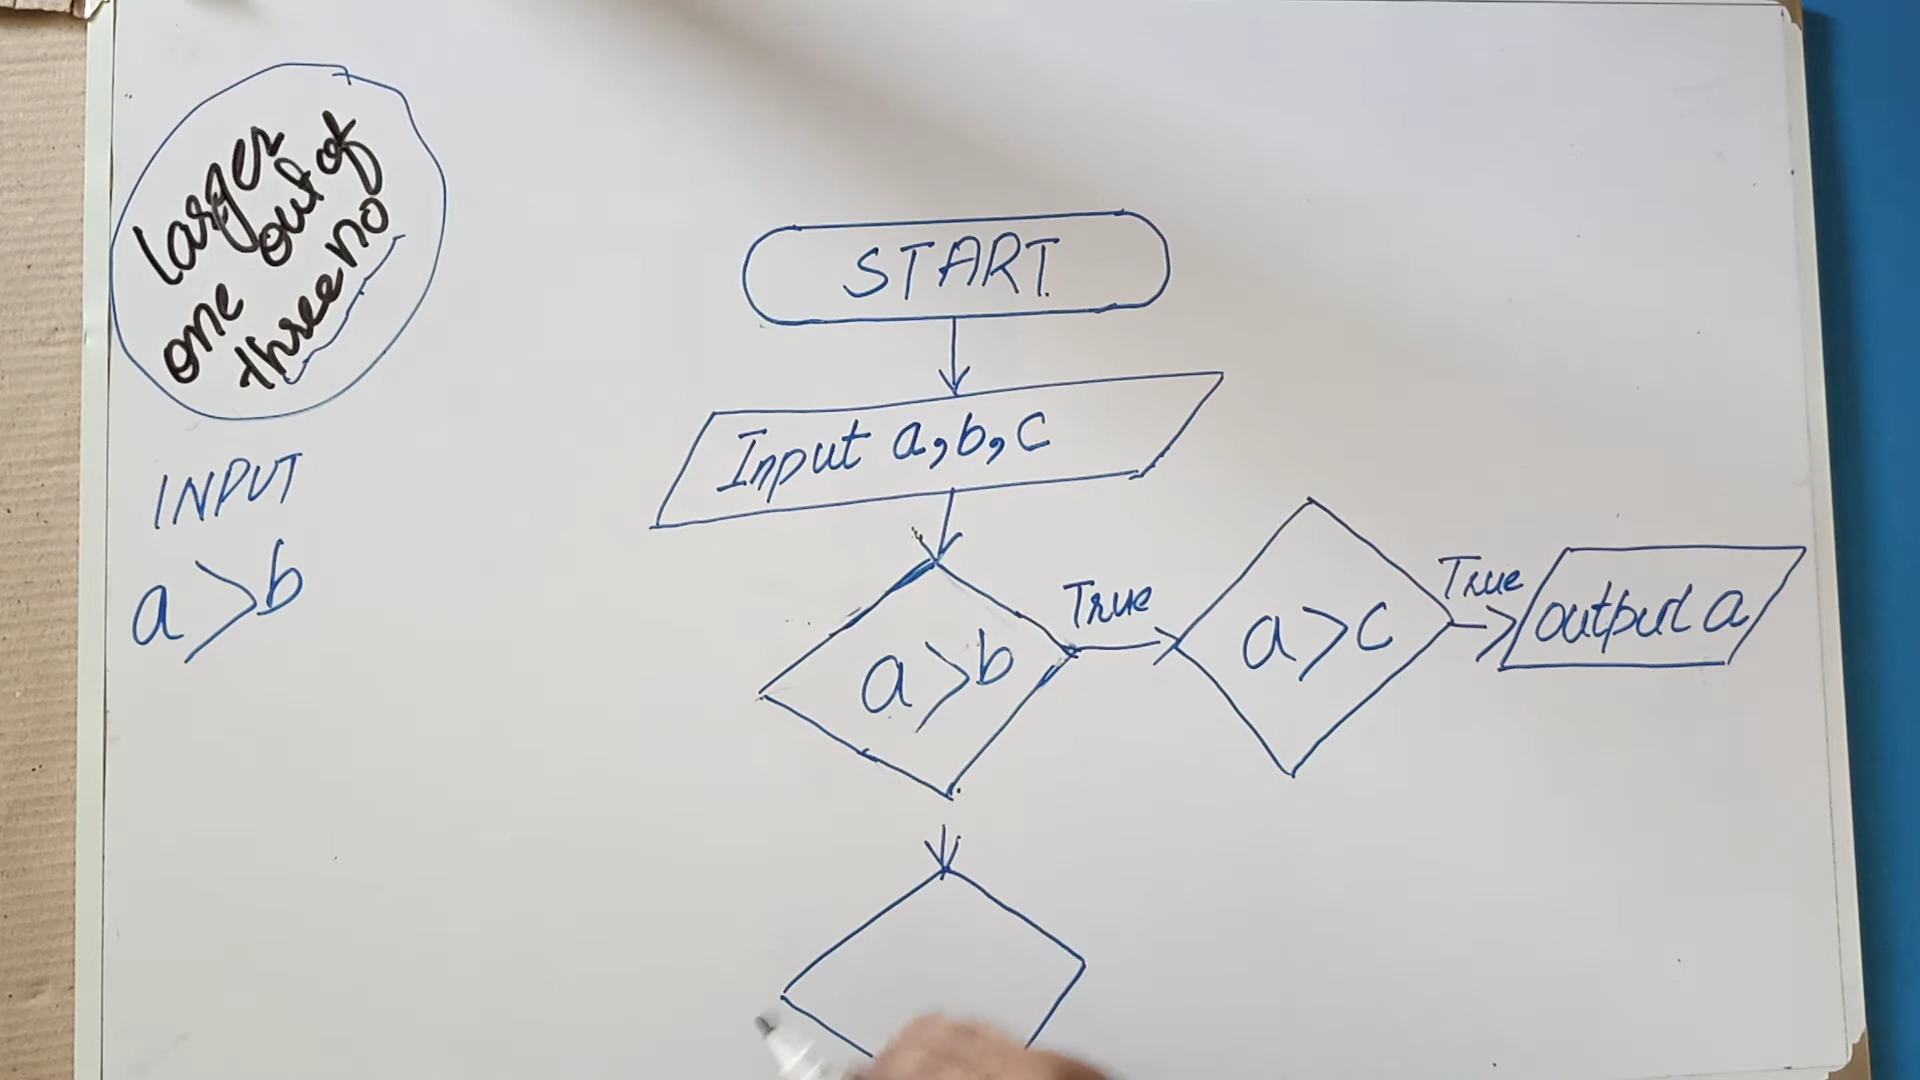 larger
one out of
three no
INPUT
a>b
START
Input a,b,c
a>b
True
a>c
True
output a